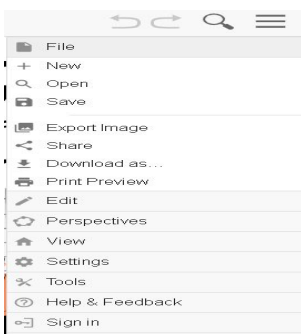 File
New
Open
Save
Export Image
Share
Download as...
Print Preview
Edit
Perspectives
View
Settings
Tools
Help & Feedback
Sign in